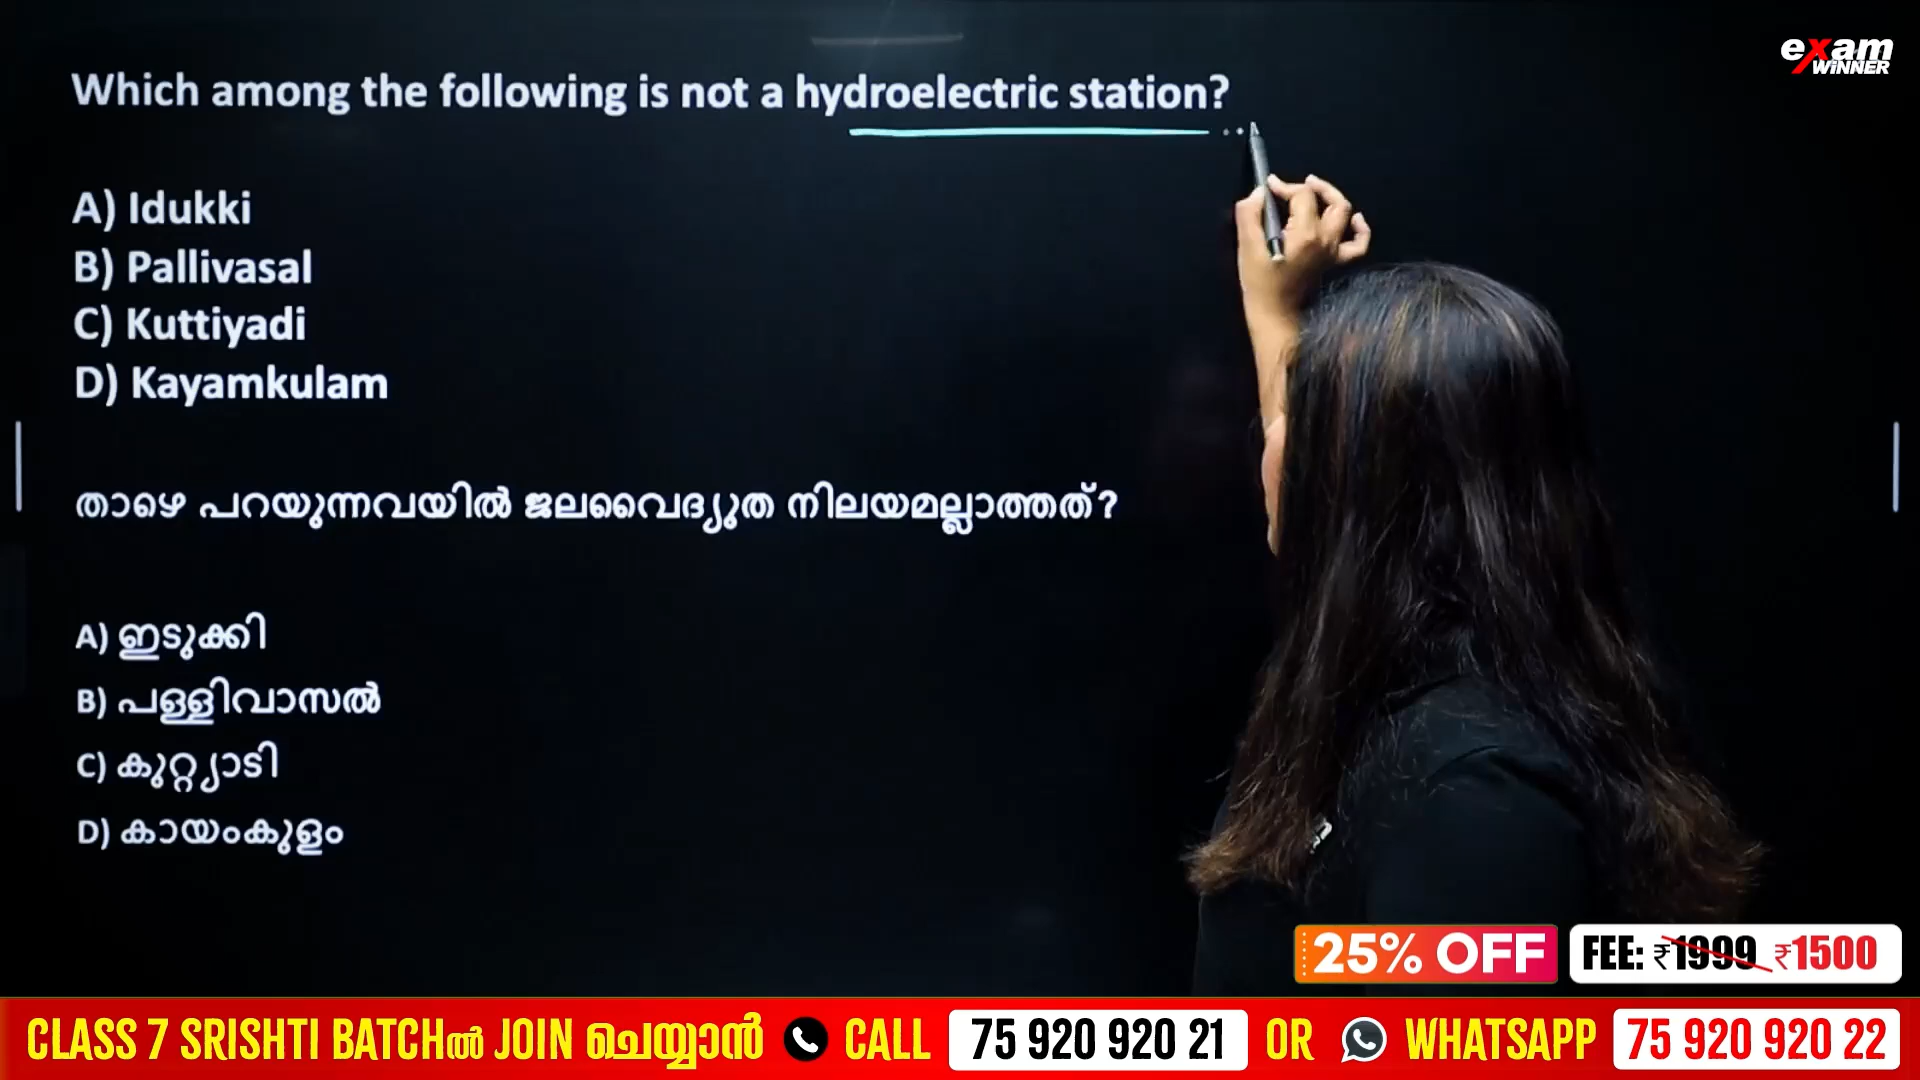 exam
WINNER
Which among the following is not a hydroelectric station?
A) Idukki
B) Pallivasal
C) Kuttiyadi
D) Kayamkulam
താഴെ പറയുന്നവയിൽ ജലവൈദ്യുത നിലയമല്ലാത്തത്?
A) ഇടുക്കി
B) പള്ളിവാസൽ
C) കുറ്റ്യാടി
D) കായംകുളം
25% OFF FEE: ₹1999 ₹1500
CLASS 7 SRISHTI BATCHൽ JOIN ചെയ്യാൻ CALL 75 920 920 21 OR WHATSAPP 75 920 920 22